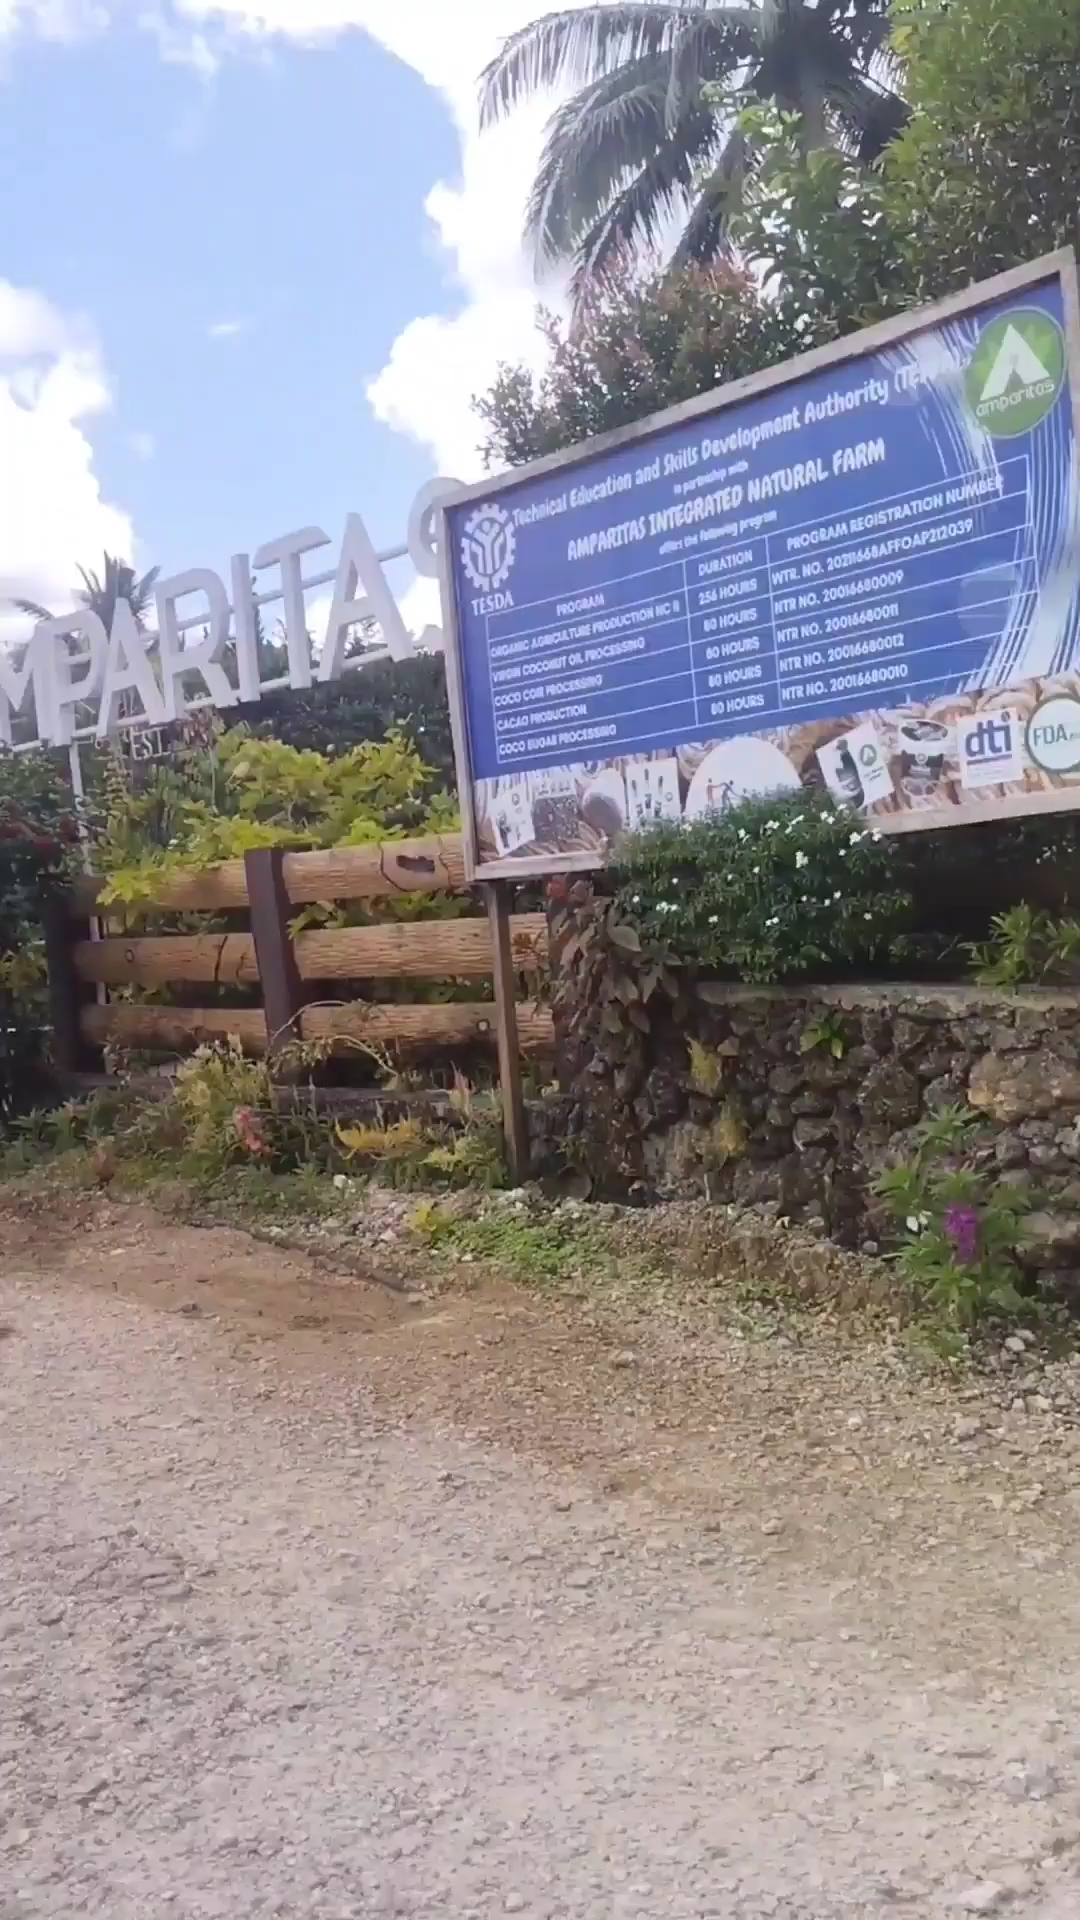 MPARITAS
EST.
Technical Education and Skills Development Authority
in partnership with
AMPARITAS INTEGRATED NATURAL FARM
offers the following program
amparitas
TESDA
PROGRAM DURATION PROGRAM REGISTRATION NUMBER
ORGANIC AGRICULTURE PRODUCTION NC II 256 HOURS WTR. NO. 20211668AFFOAP212039
VIRGIN COCONUT OIL PROCESSING 80 HOURS NTR NO. 20016680009
COCO COIR PROCESSING 80 HOURS NTR NO. 20016680011
CACAO PRODUCTION 80 HOURS NTR NO. 20016680012
COCO SUGAR PROCESSING 80 HOURS NTR NO. 20016680010
dti
FDA